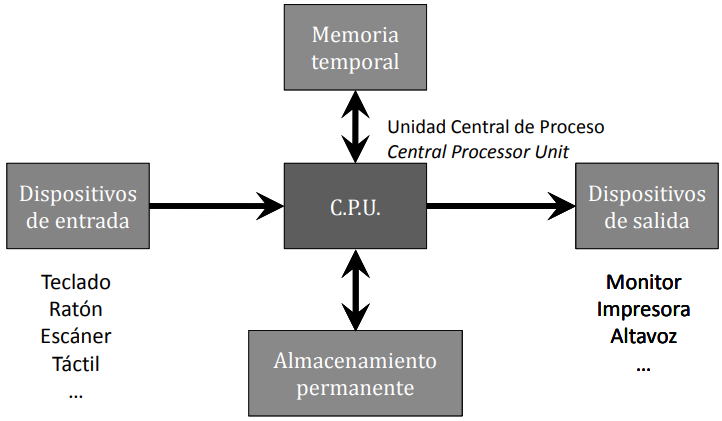 Memoria
temporal
Unidad Central de Proceso
Central Processor Unit
Dispositivos
de entrada
C.P.U.
Dispositivos
de salida
Teclado
Ratón
Escáner
Táctil
...
Monitor
Impresora
Altavoz
...
Almacenamiento
permanente